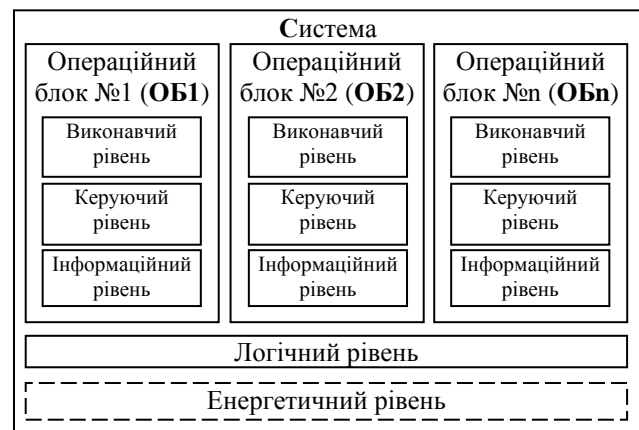 Система
Операційний
блок №1 (ОБ1)
Виконавчий
рівень
Керуючий
рівень
Інформаційний
рівень
Операційний
блок №2 (ОБ2)
Виконавчий
рівень
Керуючий
рівень
Інформаційний
рівень
Операційний
блок №n (ОБn)
Виконавчий
рівень
Керуючий
рівень
Інформаційний
рівень
Логічний рівень
Енергетичний рівень